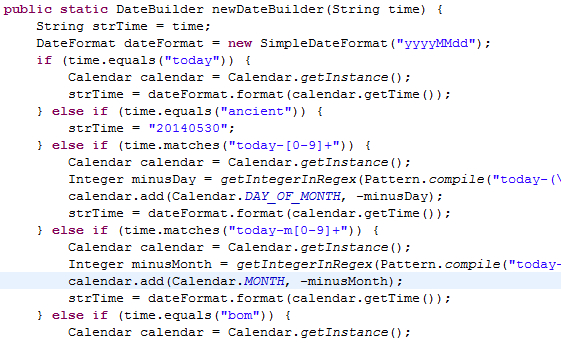 public static DateBuilder newDateBuilder(String time) {
    String strTime = time;
    DateFormat dateFormat = new SimpleDateFormat("yyyyMMdd");
    if (time.equals("today")) {
        Calendar calendar = Calendar.getInstance();
        strTime = dateFormat.format(calendar.getTime());
    } else if (time.equals("ancient")) {
        strTime = "20140530";
    } else if (time.matches("today-[0-9]+")) {
        Calendar calendar = Calendar.getInstance();
        Integer minusDay = getIntegerInRegex(Pattern.compile("today-(\
        calendar.add(Calendar.DAY_OF_MONTH, -minusDay);
        strTime = dateFormat.format(calendar.getTime());
    } else if (time.matches("today-m[0-9]+")) {
        Calendar calendar = Calendar.getInstance();
        Integer minusMonth = getIntegerInRegex(Pattern.compile("today-
        calendar.add(Calendar.MONTH, -minusMonth);
        strTime = dateFormat.format(calendar.getTime());
    } else if (time.equals("bom")) {
        Calendar calendar = Calendar.getInstance();